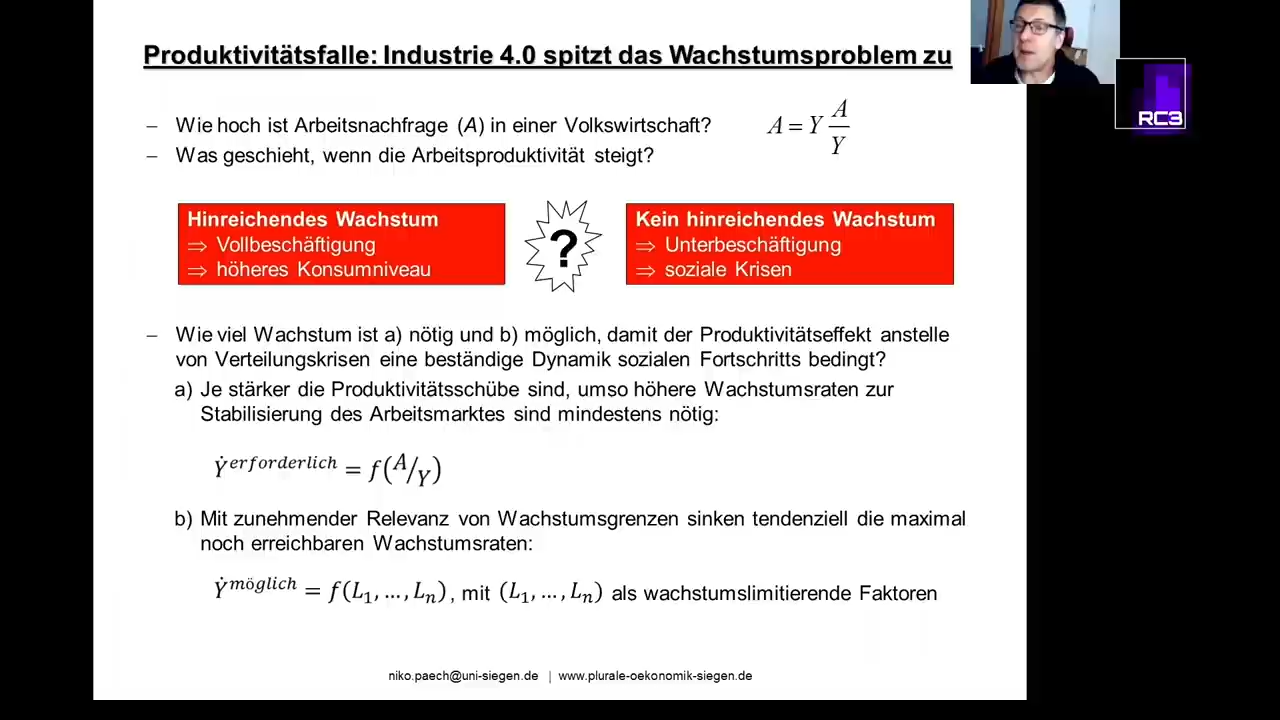 Produktivitätsfalle: Industrie 4.0 spitzt das Wachstumsproblem zu
RC3
– Wie hoch ist Arbeitsnachfrage (A) in einer Volkswirtschaft? A = Y A/Y
– Was geschieht, wenn die Arbeitsproduktivität steigt?
Hinreichendes Wachstum
⇒ Vollbeschäftigung
⇒ höheres Konsumniveau
?
Kein hinreichendes Wachstum
⇒ Unterbeschäftigung
⇒ soziale Krisen
– Wie viel Wachstum ist a) nötig und b) möglich, damit der Produktivitätseffekt anstelle
von Verteilungskrisen eine beständige Dynamik sozialen Fortschritts bedingt?
a) Je stärker die Produktivitätsschübe sind, umso höhere Wachstumsraten zur
Stabilisierung des Arbeitsmarktes sind mindestens nötig:
Ẏ^erforderlich = f(A/Y)
b) Mit zunehmender Relevanz von Wachstumsgrenzen sinken tendenziell die maximal
noch erreichbaren Wachstumsraten:
Ẏ^möglich = f(L₁, …, Lₙ), mit (L₁, …, Lₙ) als wachstumslimitierende Faktoren
niko.paech@uni-siegen.de | www.plurale-oekonomik-siegen.de